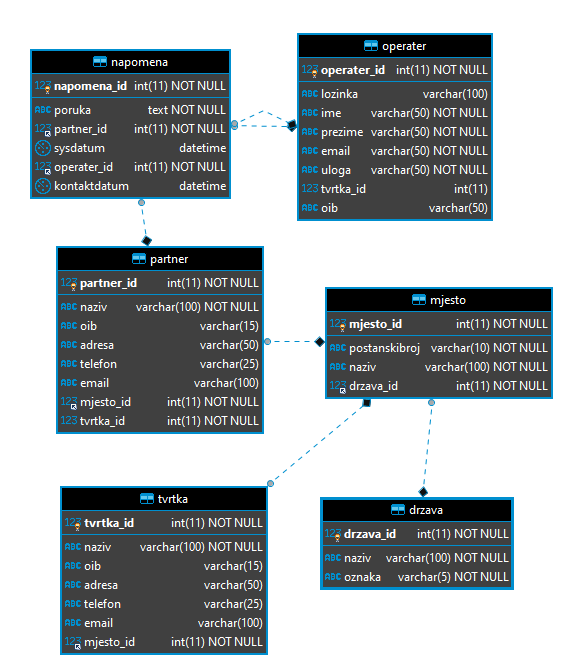 napomena
123 napomena_id int(11) NOT NULL
ABC poruka text NOT NULL
123 partner_id int(11) NOT NULL
sysdatum datetime
123 operater_id int(11) NOT NULL
kontaktdatum datetime
operater
123 operater_id int(11) NOT NULL
ABC lozinka varchar(100)
ABC ime varchar(50) NOT NULL
ABC prezime varchar(50) NOT NULL
ABC email varchar(50) NOT NULL
ABC uloga varchar(50) NOT NULL
123 tvrtka_id int(11)
ABC oib varchar(50)
partner
123 partner_id int(11) NOT NULL
ABC naziv varchar(100) NOT NULL
ABC oib varchar(15)
ABC adresa varchar(50)
ABC telefon varchar(25)
ABC email varchar(100)
123 mjesto_id int(11) NOT NULL
123 tvrtka_id int(11) NOT NULL
mjesto
123 mjesto_id int(11) NOT NULL
ABC postanskibroj varchar(10) NOT NULL
ABC naziv varchar(100) NOT NULL
123 drzava_id int(11) NOT NULL
tvrtka
123 tvrtka_id int(11) NOT NULL
ABC naziv varchar(100) NOT NULL
ABC oib varchar(15)
ABC adresa varchar(50)
ABC telefon varchar(25)
ABC email varchar(100)
123 mjesto_id int(11) NOT NULL
drzava
123 drzava_id int(11) NOT NULL
ABC naziv varchar(100) NOT NULL
ABC oznaka varchar(5) NOT NULL